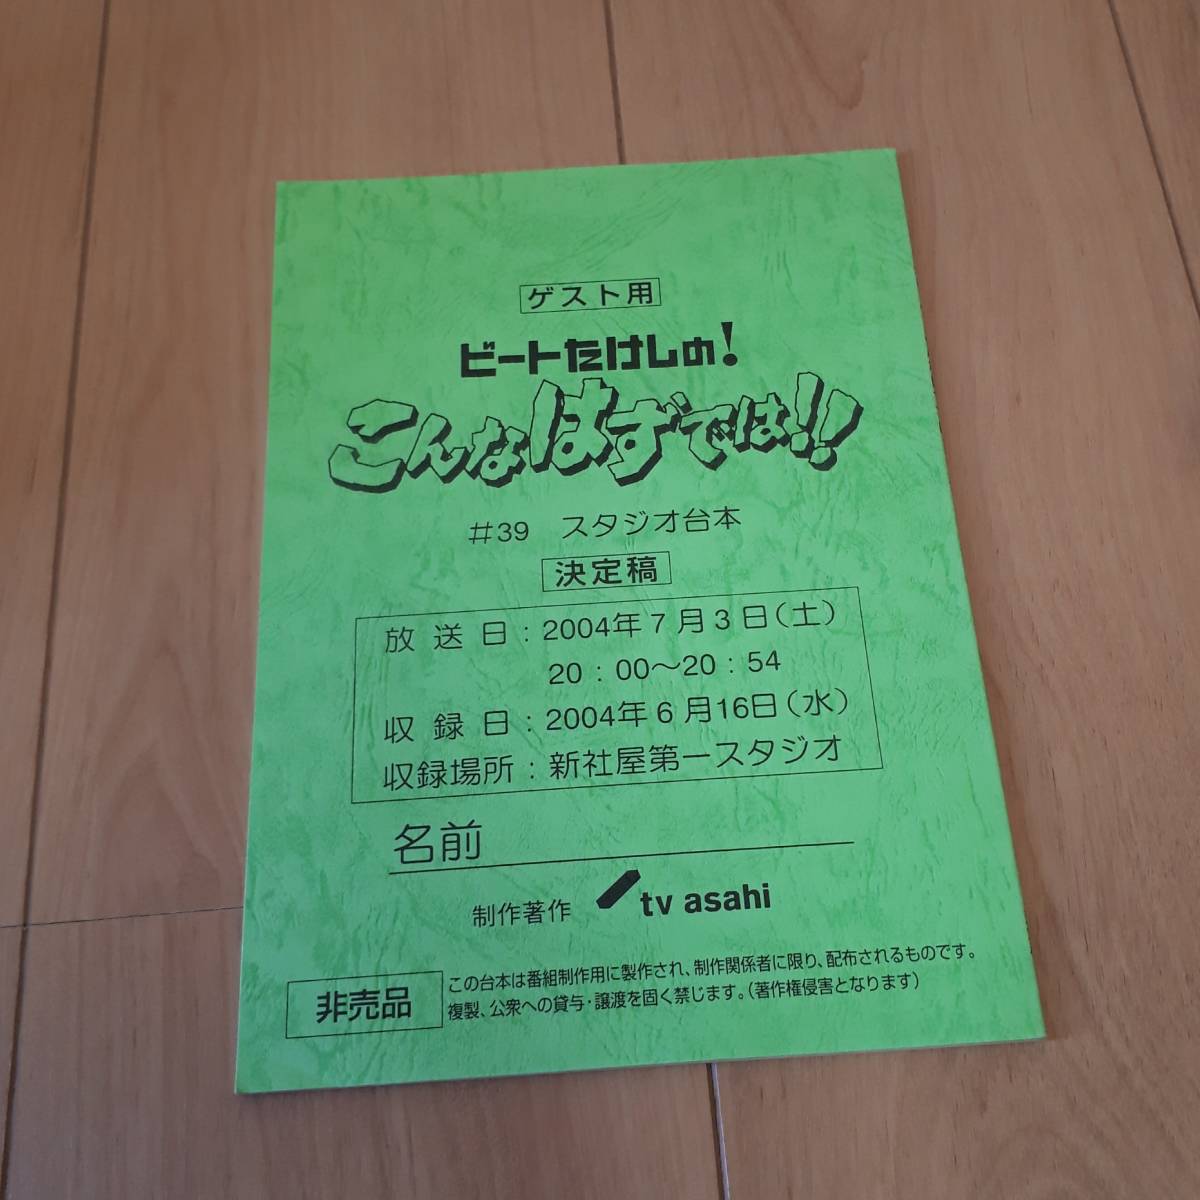 ゲスト用
ビートたけしの!
こんなはずでは!!
#39　スタジオ台本
決定稿
放送日：2004年7月3日(土)
20：00～20：54
収録日：2004年6月16日(水)
収録場所：新社屋第一スタジオ
名前
制作著作 tv asahi
非売品
この台本は番組制作用に製作され、制作関係者に限り、配布されるものです。
複製、公衆への貸与・譲渡を固く禁じます。(著作権侵害となります)